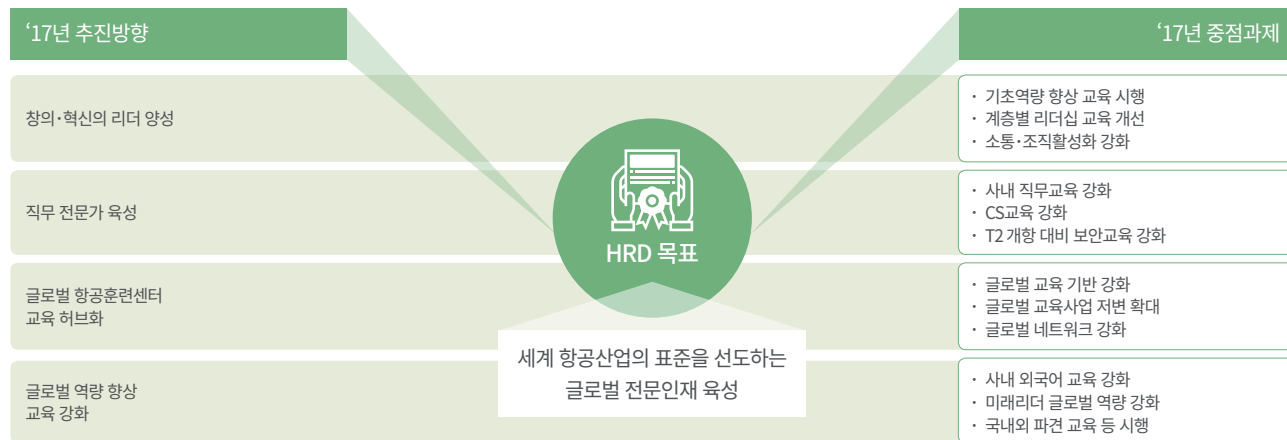 ‘17년 추진방향
‘17년 중점과제
창의·혁신의 리더 양성
· 기초역량 향상 교육 시행
· 계층별 리더십 교육 개선
· 소통·조직활성화 강화
직무 전문가 육성
· 사내 직무교육 강화
· CS교육 강화
· T2 개항 대비 보안교육 강화
HRD 목표
글로벌 항공훈련센터
교육 허브화
· 글로벌 교육 기반 강화
· 글로벌 교육사업 저변 확대
· 글로벌 네트워크 강화
세계 항공산업의 표준을 선도하는
글로벌 전문인재 육성
글로벌 역량 향상
교육 강화
· 사내 외국어 교육 강화
· 미래리더 글로벌 역량 강화
· 국내외 파견 교육 등 시행